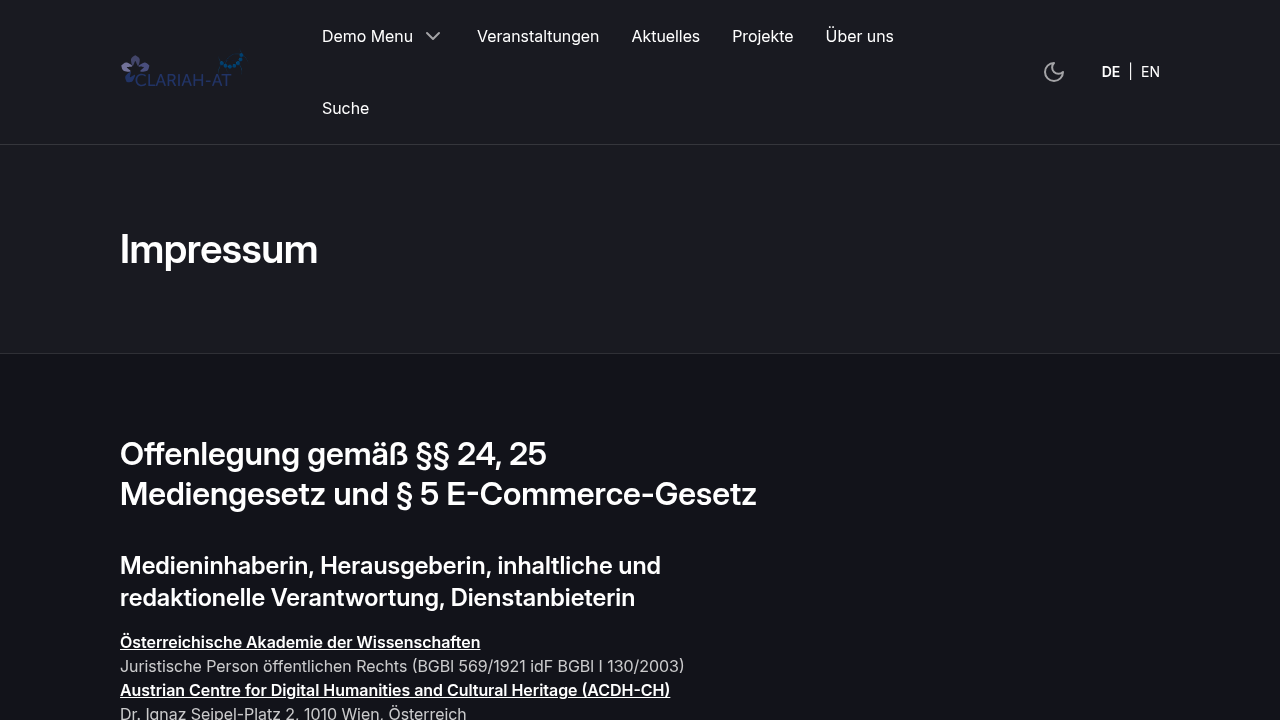 CLARIAH-AT
Demo Menu
Veranstaltungen
Aktuelles
Projekte
Über uns
Suche
DE | EN
Impressum
Offenlegung gemäß §§ 24, 25
Mediengesetz und § 5 E-Commerce-Gesetz
Medieninhaberin, Herausgeberin, inhaltliche und
redaktionelle Verantwortung, Dienstanbieterin
Österreichische Akademie der Wissenschaften
Juristische Person öffentlichen Rechts (BGBl 569/1921 idF BGBl I 130/2003)
Austrian Centre for Digital Humanities and Cultural Heritage (ACDH-CH)
Dr. Ignaz Seipel-Platz 2, 1010 Wien, Österreich